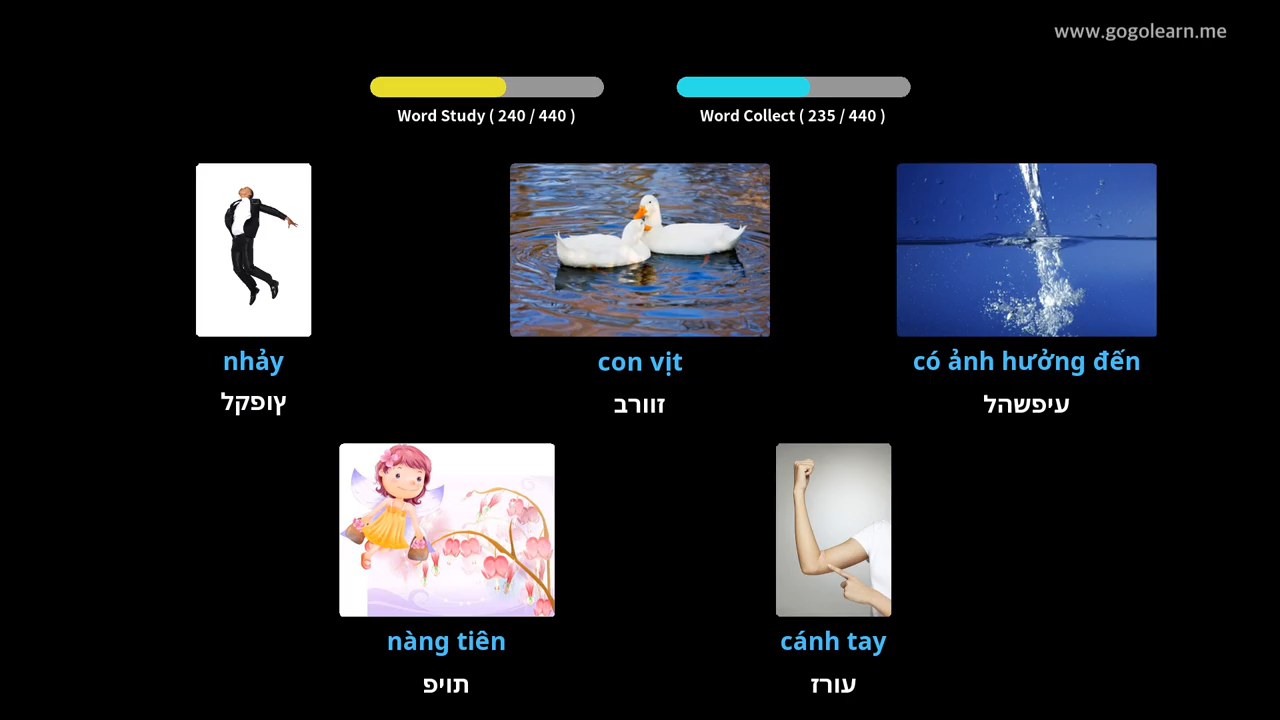 www.gogolearn.me
Word Study ( 240 / 440 )
Word Collect ( 235 / 440 )
nhảy
ץופקל
con vịt
זוורב
có ảnh hưởng đến
עיפשהל
nàng tiên
תויפ
cánh tay
עורז